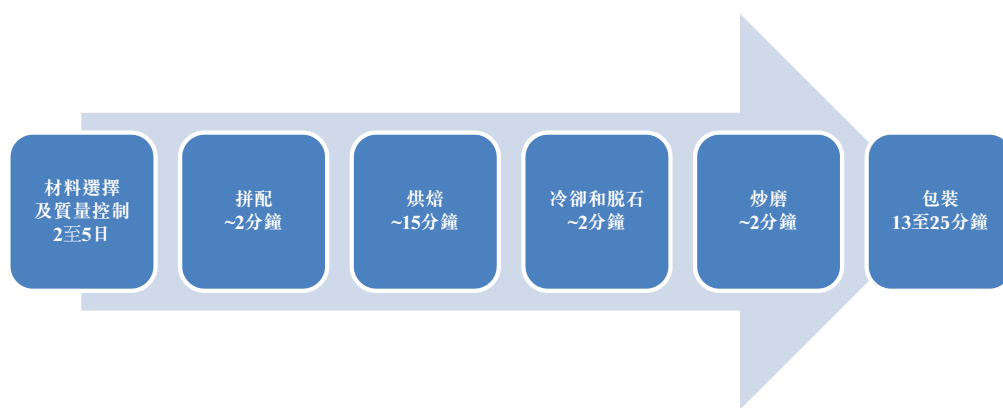 材料選擇
及質量控制
2至5日
拼配
~2分鐘
烘焙
~15分鐘
冷卻和脱石
~2分鐘
炒磨
~2分鐘
包裝
13至25分鐘